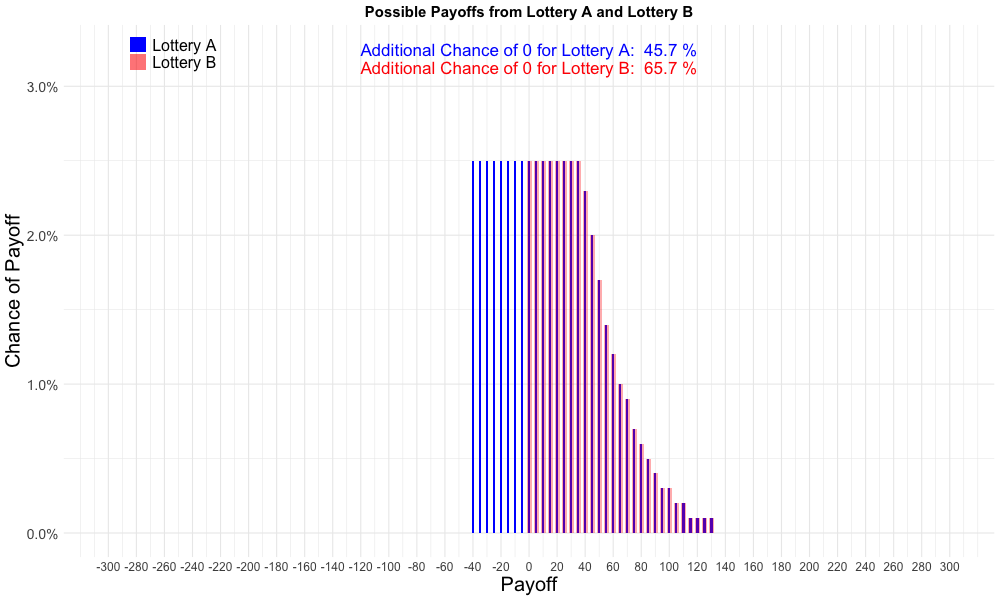 Possible Payoffs from Lottery A and Lottery B
Lottery A
Lottery B
Additional Chance of 0 for Lottery A: 45.7 %
Additional Chance of 0 for Lottery B: 65.7 %
3.0%
2.0%
1.0%
0.0%
Chance of Payoff
-300 -280 -260 -240 -220 -200 -180 -160 -140 -120 -100 -80 -60 -40 -20 0 20 40 60 80 100 120 140 160 180 200 220 240 260 280 300
Payoff